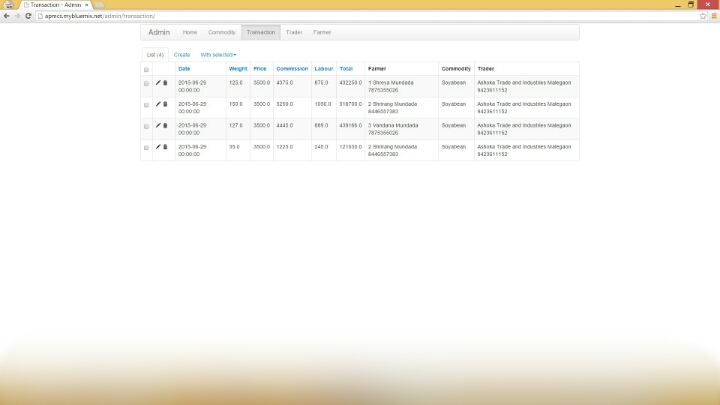 Transaction - Admin
apmcs.mybluemix.net/admin/transaction/
Admin Home Commodity Transaction Trader Farmer
List (4) Create With selected
Date Weight Price Commission Labour Total Farmer Commodity Trader
2015-06-29 125.0 3500.0 4375.0 875.0 432250.0 1 Shreya Mundada Soyabean Ashoka Trade and Industries Malegaon
00:00:00 7875355026 9423611152
2015-06-29 150.0 3500.0 5250.0 1050.0 518700.0 2 Shrirang Mundada Soyabean Ashoka Trade and Industries Malegaon
00:00:00 8446557383 9423611152
2015-06-29 127.0 3500.0 4445.0 889.0 439166.0 3 Vandana Mundada Soyabean Ashoka Trade and Industries Malegaon
00:00:00 7875355026 9423611152
2015-06-29 35.0 3500.0 1225.0 245.0 121030.0 2 Shrirang Mundada Soyabean Ashoka Trade and Industries Malegaon
00:00:00 8446557383 9423611152